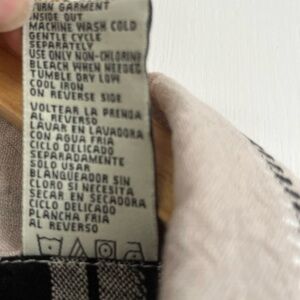 TURN GARMENT
INSIDE OUT
MACHINE WASH COLD
GENTLE CYCLE
SEPARATELY
USE ONLY NON-CHLORINE
BLEACH WHEN NEEDED
TUMBLE DRY LOW
COOL IRON
ON REVERSE SIDE
VOLTEAR LA PRENDA
AL REVERSO
LAVAR EN LAVADORA
CON AGUA FRIA
CICLO DELICADO
SEPARADAMENTE
SOLO USAR
BLANQUEADOR SIN
CLORO SI NECESITA
SECAR EN SECADORA
CICLO DELICADO
PLANCHA FRIA
AL REVERSO